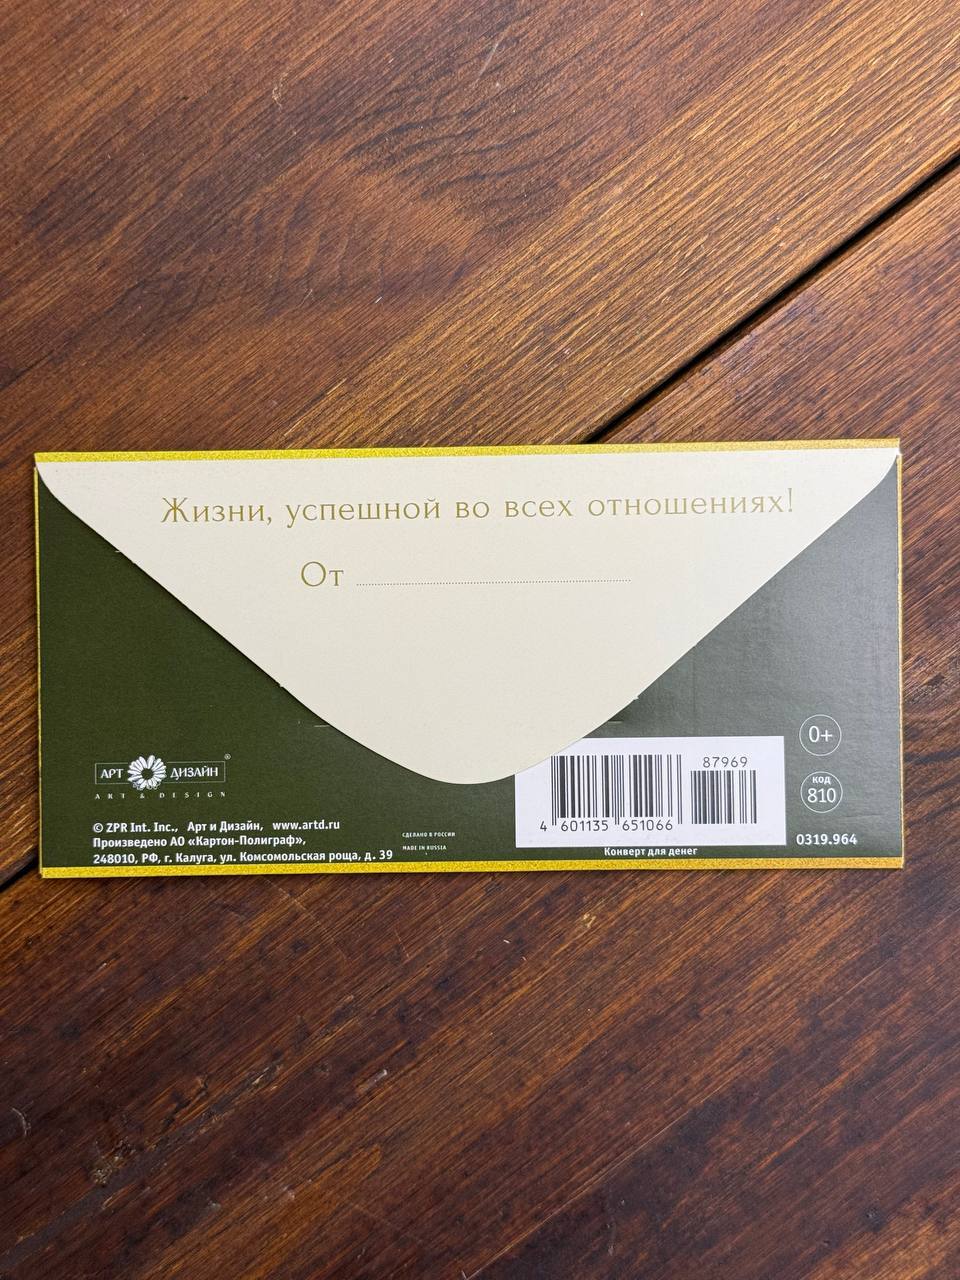 Жизни, успешной во всех отношениях!
От
АРТ ДИЗАЙН ®
ART & DESIGN
© ZPR Int. Inc., Арт и Дизайн, www.artd.ru
Произведено АО «Картон-Полиграф»,
248010, РФ, г. Калуга, ул. Комсомольская роща, д. 39
СДЕЛАНО В РОССИИ
MADE IN RUSSIA
87969
4 601135 651066
Конверт для денег
0+
код
810
0319.964